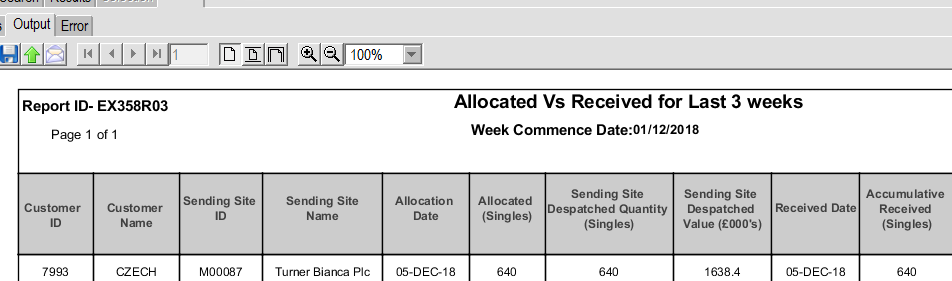 Search Results Selection
s Output Error
1 100%
Report ID- EX358R03
Allocated Vs Received for Last 3 weeks
Page 1 of 1
Week Commence Date:01/12/2018
Customer ID
Customer Name
Sending Site ID
Sending Site Name
Allocation Date
Allocated (Singles)
Sending Site Despatched Quantity (Singles)
Sending Site Despatched Value (£000's)
Received Date
Accumulative Received (Singles)
7993 CZECH M00087 Turner Bianca Plc 05-DEC-18 640 640 1638.4 05-DEC-18 640